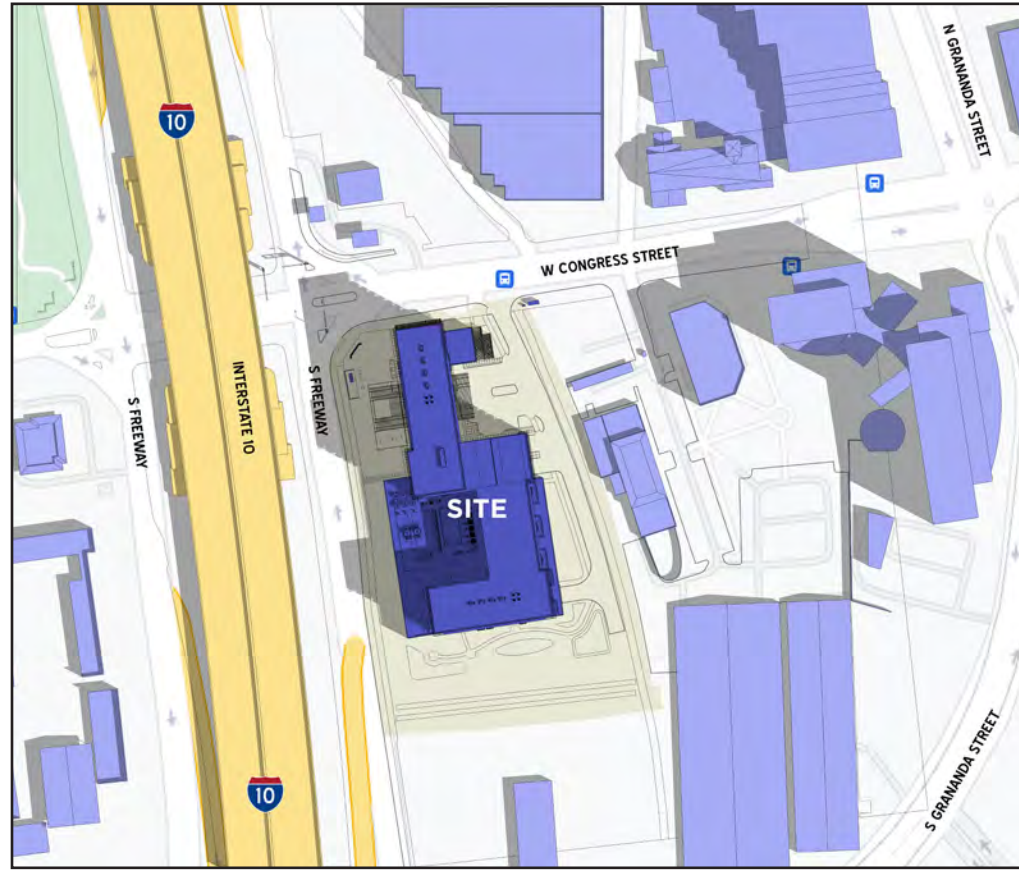 N GRANANDA STREET
10
W CONGRESS STREET
INTERSTATE 10
S FREEWAY
S FREEWAY
SITE
10
S GRANANDA STREET